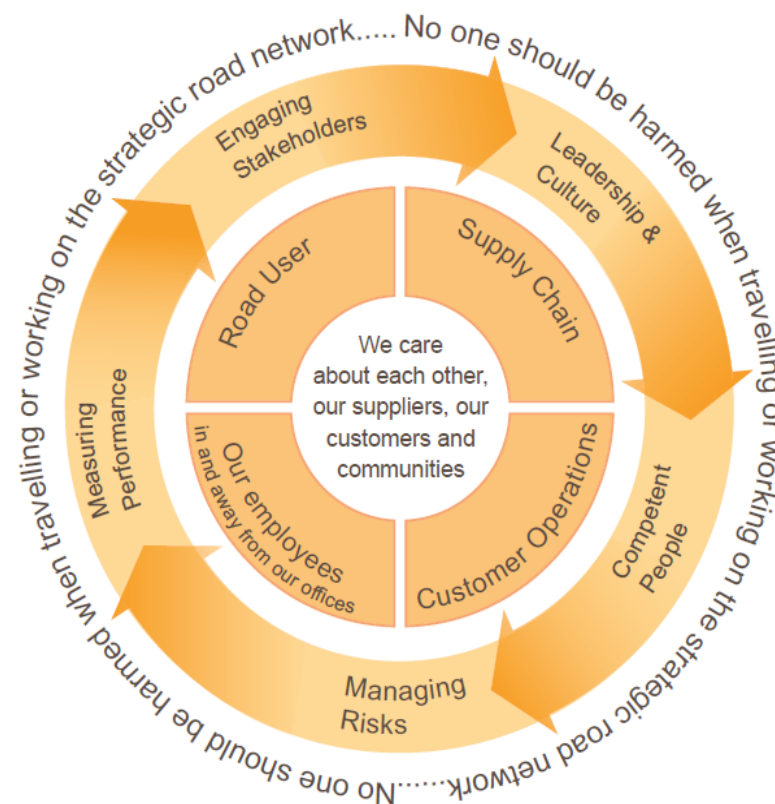 No one should be harmed when travelling or working on the strategic road network.......
No one should be harmed when travelling or working on the strategic road network.....
Engaging
Stakeholders
Leadership &
Culture
Competent
People
Managing
Risks
Measuring
Performance
Road User
Supply Chain
Customer Operations
Our employees
in and away from our offices
We care
about each other,
our suppliers, our
customers and
communities